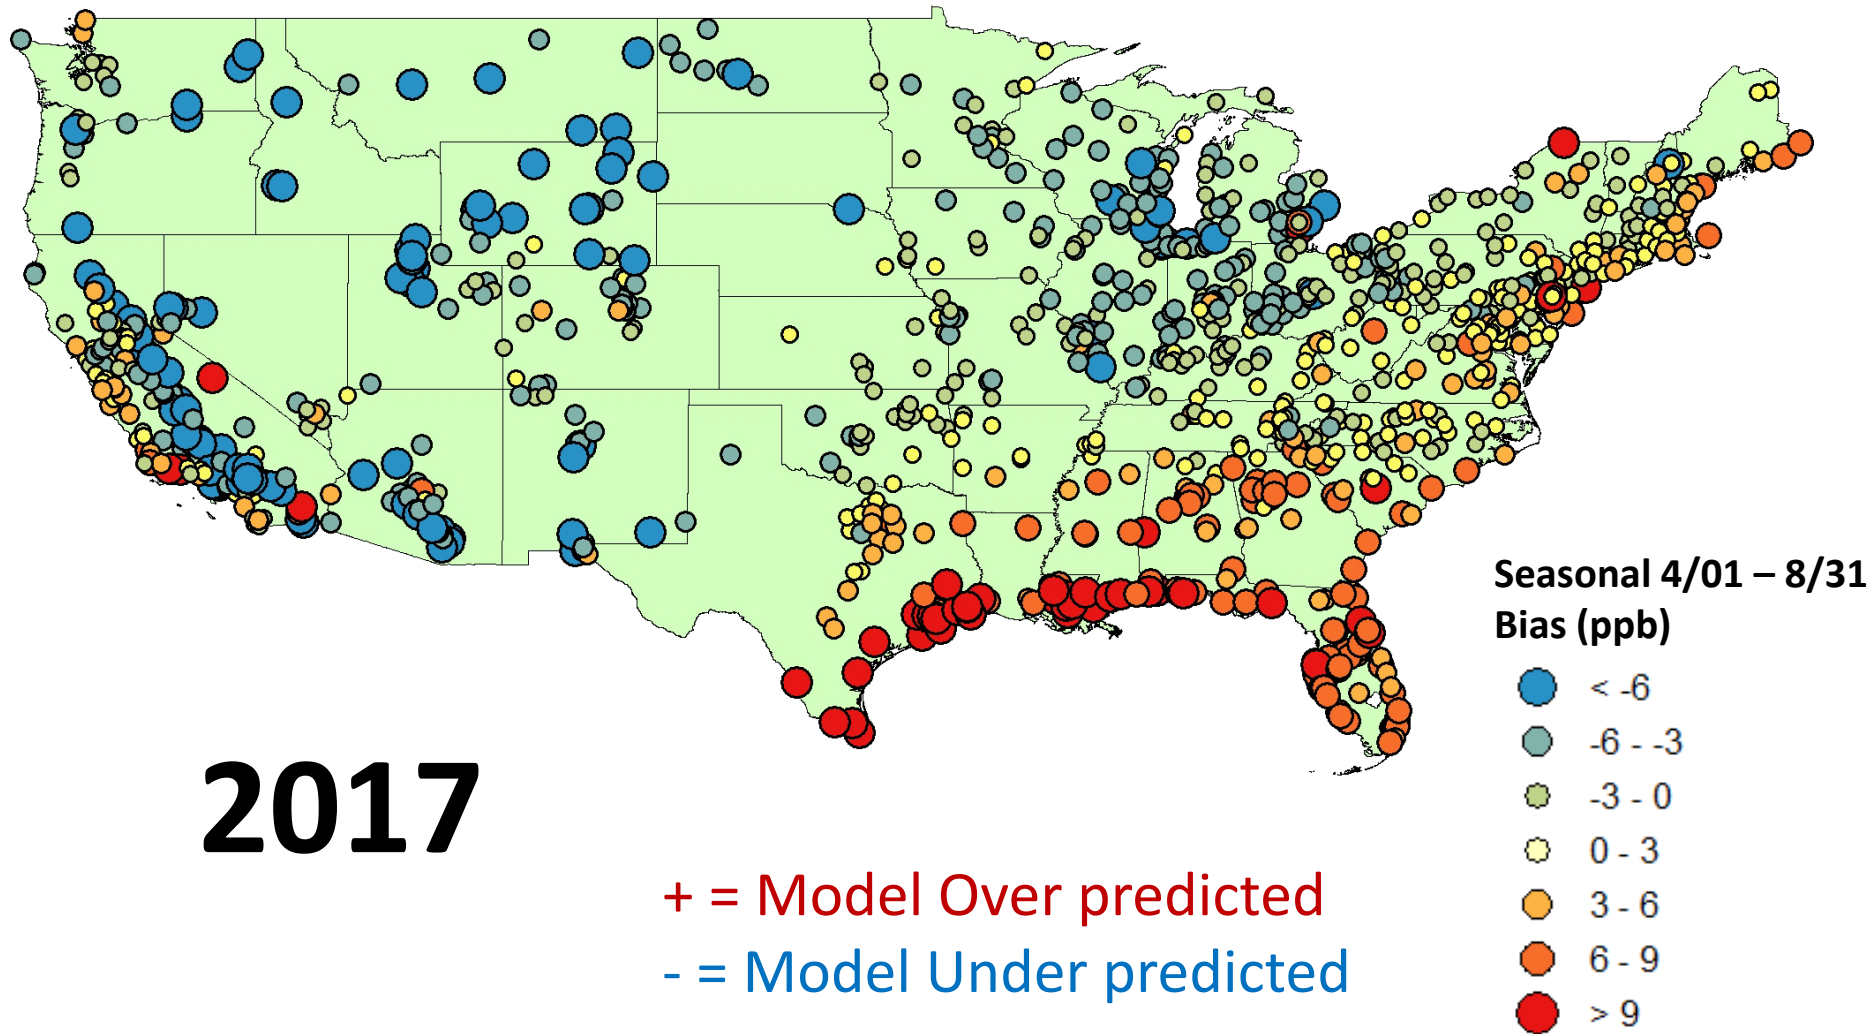 Seasonal 4/01 – 8/31
Bias (ppb)
< -6
-6 - -3
-3 - 0
0 - 3
3 - 6
6 - 9
> 9
2017
+ = Model Over predicted
- = Model Under predicted